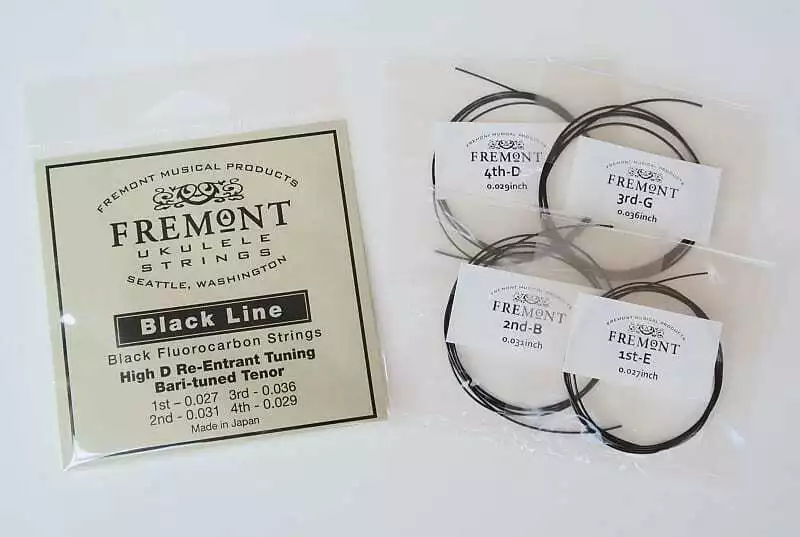 FREMONT MUSICAL PRODUCTS
FREMONT
UKULELE
STRINGS
SEATTLE, WASHINGTON
Black Line
Black Fluorocarbon Strings
High D Re-Entrant Tuning
Bari-tuned Tenor
1st – 0.027 3rd – 0.036
2nd – 0.031 4th – 0.029
Made in Japan
FREMONT MUSICAL PRODUCTS
FREMONT
4th-D
0.029inch
FREMONT MUSICAL PRODUCTS
FREMONT
3rd-G
0.036inch
FREMONT MUSICAL PRODUCTS
FREMONT
2nd-B
0.031inch
FREMONT MUSICAL PRODUCTS
FREMONT
1st-E
0.027inch